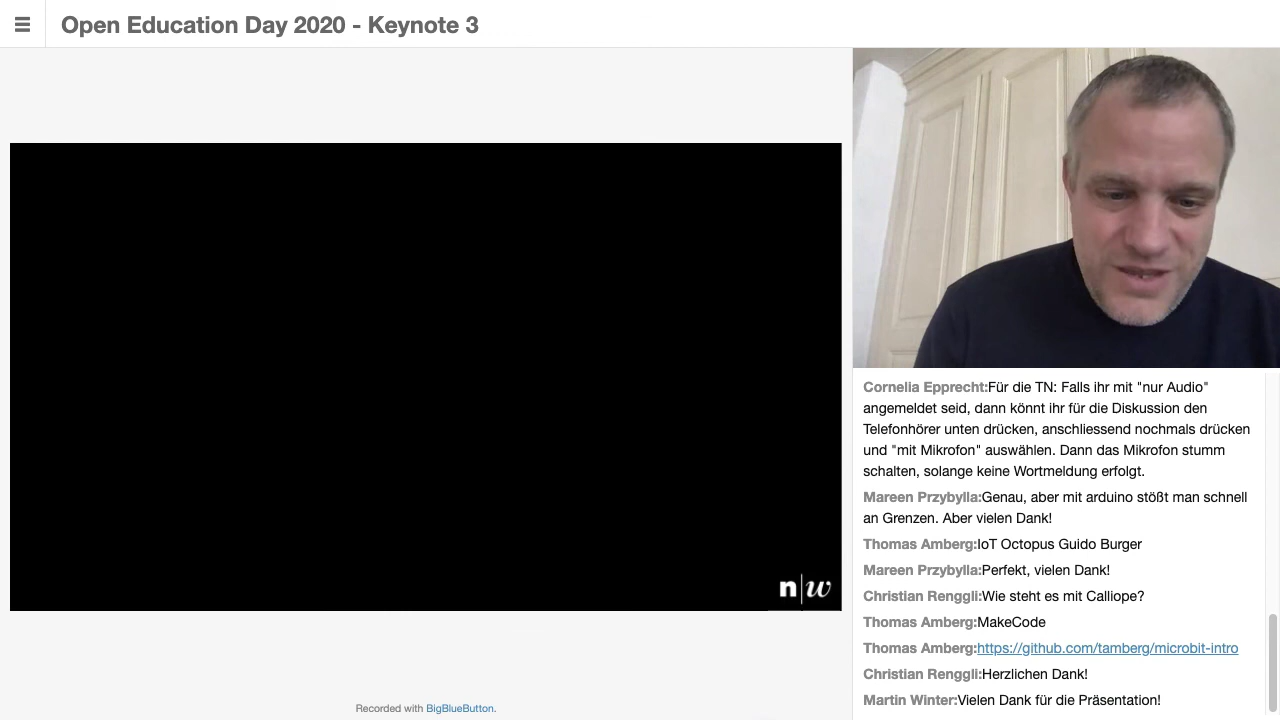 Open Education Day 2020 - Keynote 3
n|w
Cornelia Epprecht:Für die TN: Falls ihr mit "nur Audio"
angemeldet seid, dann könnt ihr für die Diskussion den
Telefonhörer unten drücken, anschliessend nochmals drücken
und "mit Mikrofon" auswählen. Dann das Mikrofon stumm
schalten, solange keine Wortmeldung erfolgt.
Mareen Przybylla:Genau, aber mit arduino stößt man schnell
an Grenzen. Aber vielen Dank!
Thomas Amberg:IoT Octopus Guido Burger
Mareen Przybylla:Perfekt, vielen Dank!
Christian Renggli:Wie steht es mit Calliope?
Thomas Amberg:MakeCode
Thomas Amberg:https://github.com/tamberg/microbit-intro
Christian Renggli:Herzlichen Dank!
Martin Winter:Vielen Dank für die Präsentation!
Recorded with BigBlueButton.